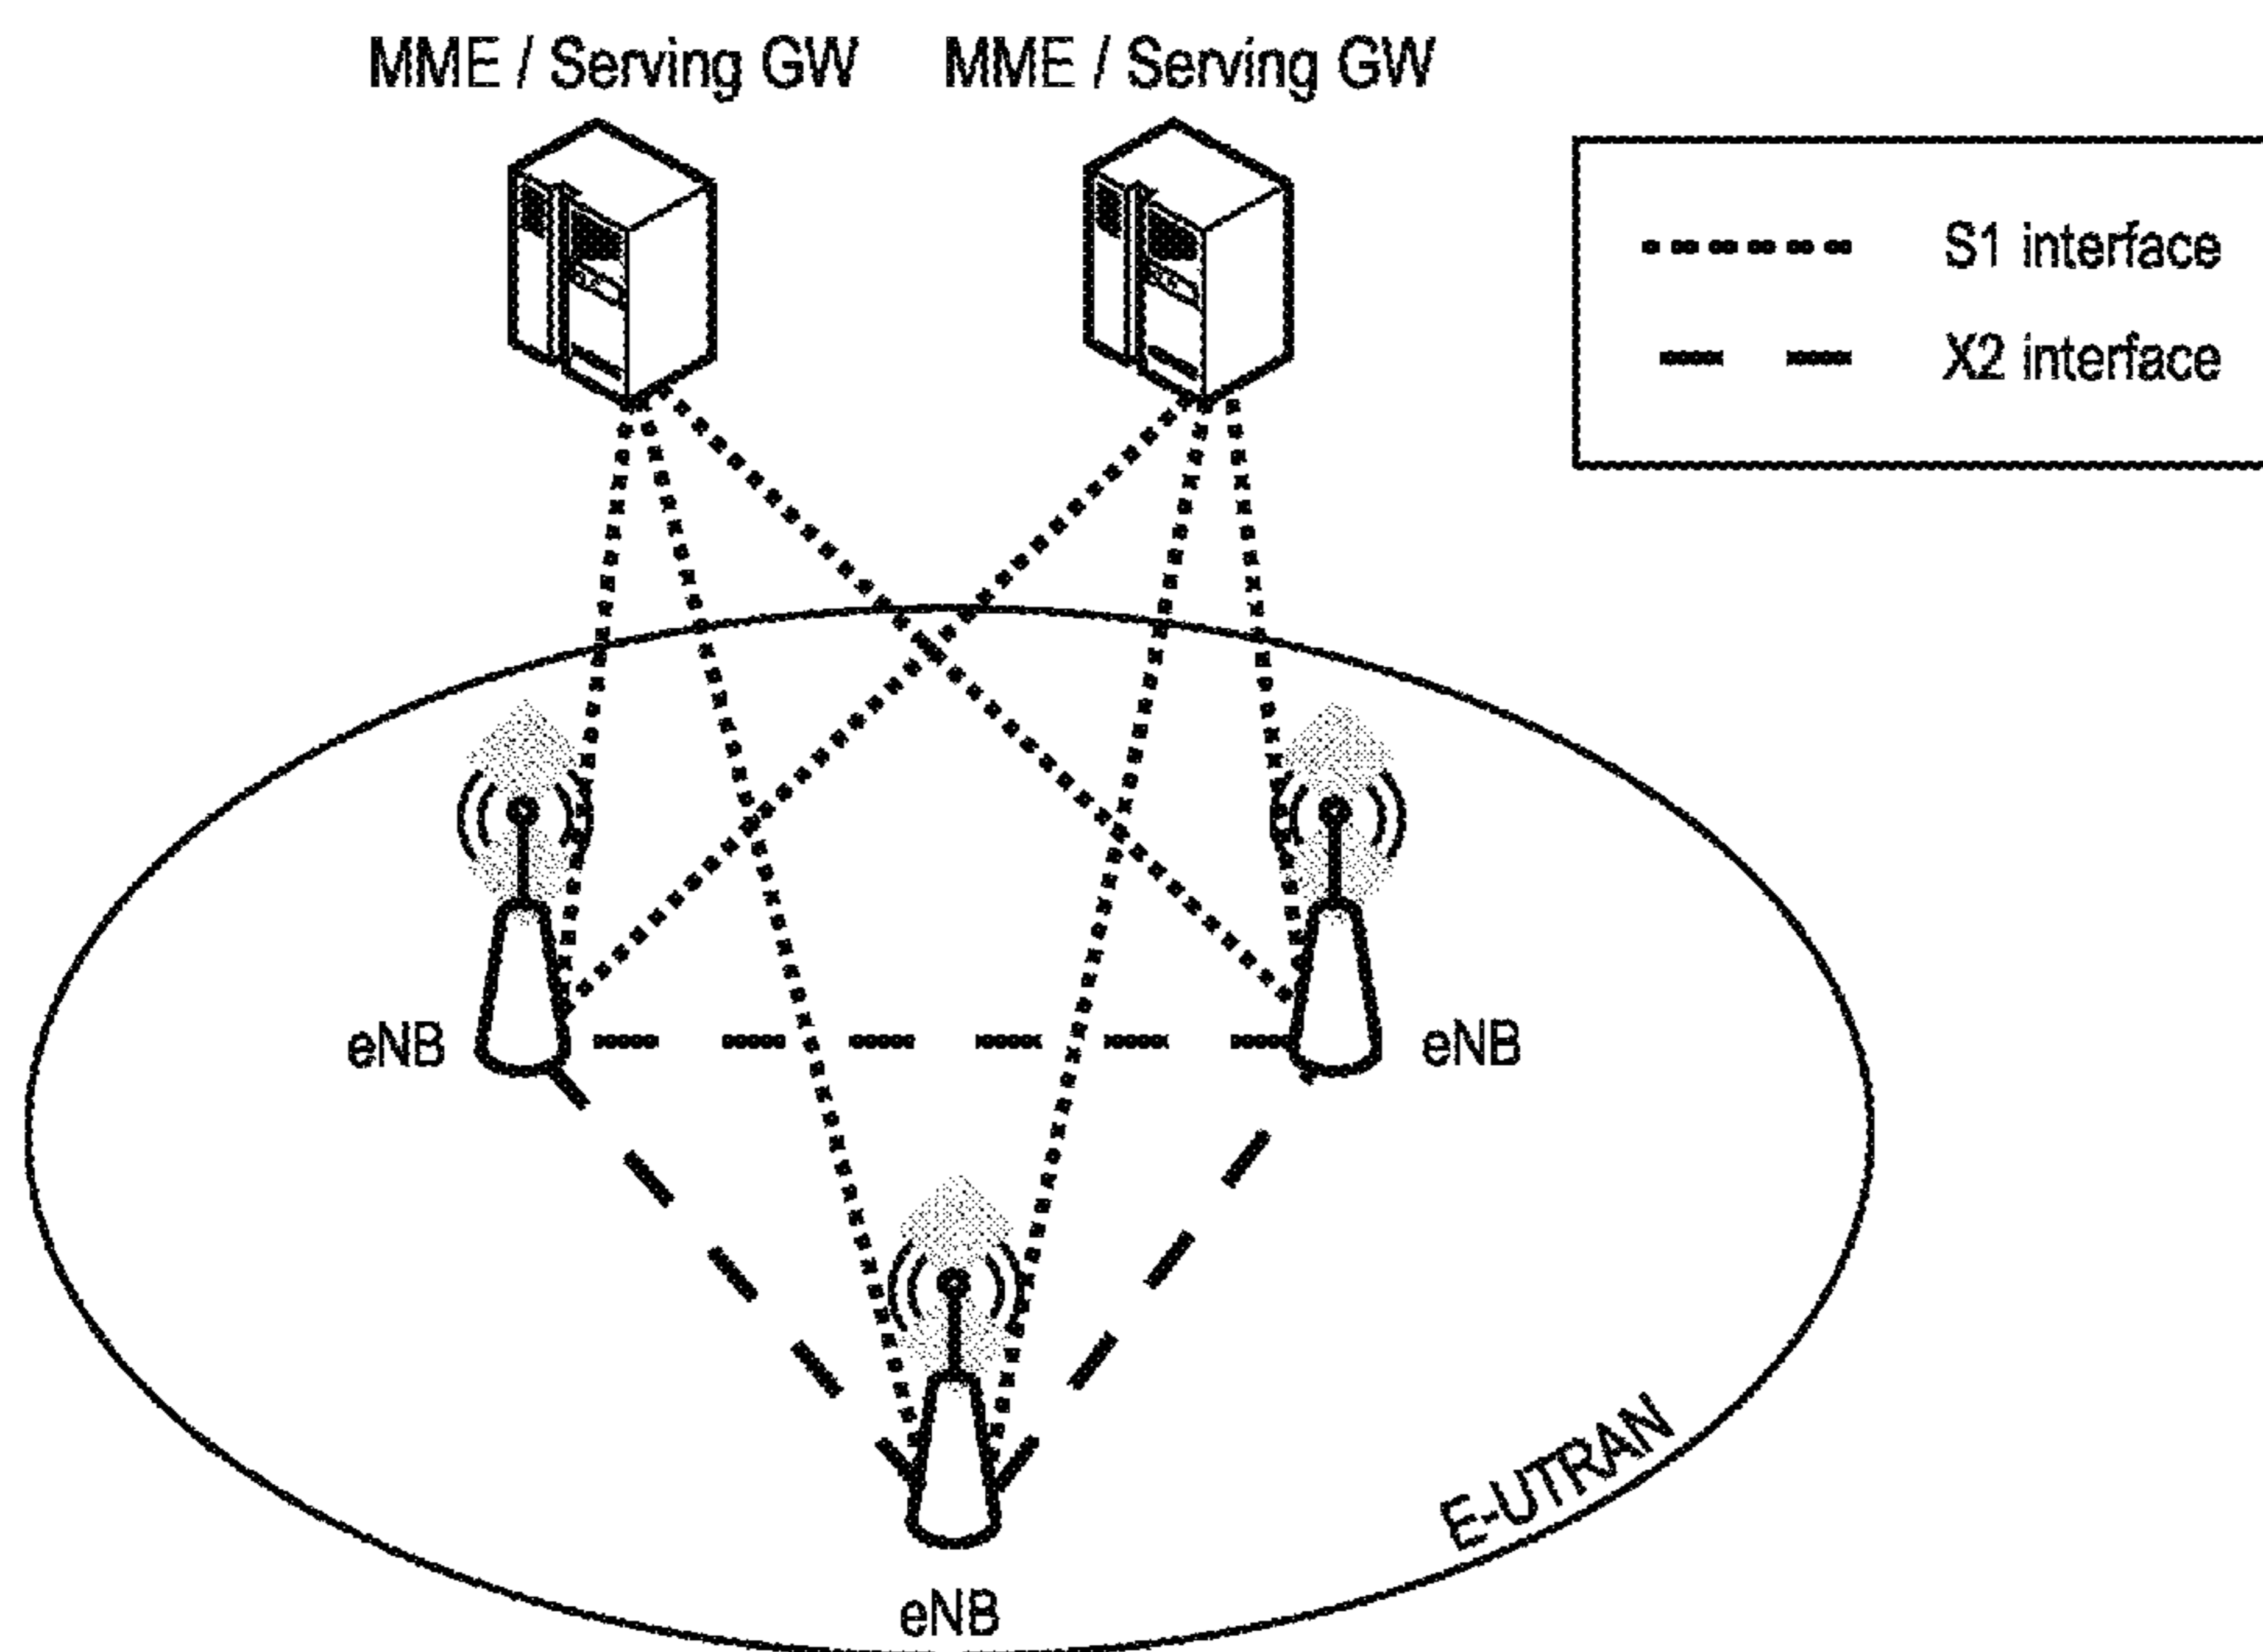 MME / Serving GW
MME / Serving GW
S1 interface
X2 interface
eNB
eNB
E-UTRAN
eNB